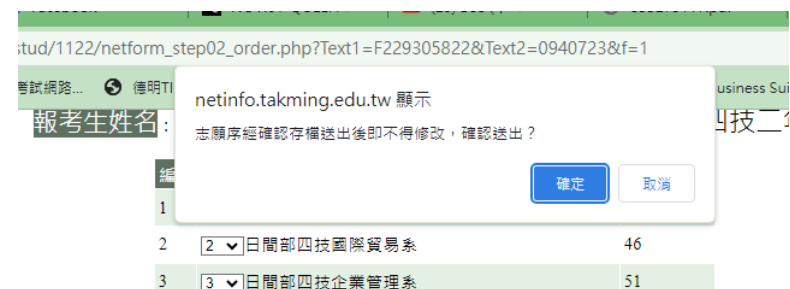 stud/1122/netform_step02_order.php?Text1=F229305822&Text2=0940723&f=1
考試網路... 德明TI
usiness Sui
netinfo.takming.edu.tw 顯示
志願序經確認存檔送出後即不得修改，確認送出？
確定 取消
報考生姓名：
四技二
編
1
2 2 日間部四技國際貿易系 46
3 3 日間部四技企業管理系 51